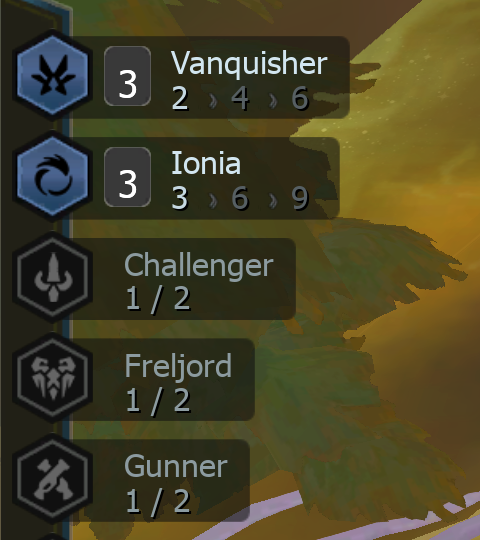 3 Vanquisher
2 › 4 › 6
3 Ionia
3 › 6 › 9
Challenger
1 / 2
Freljord
1 / 2
Gunner
1 / 2